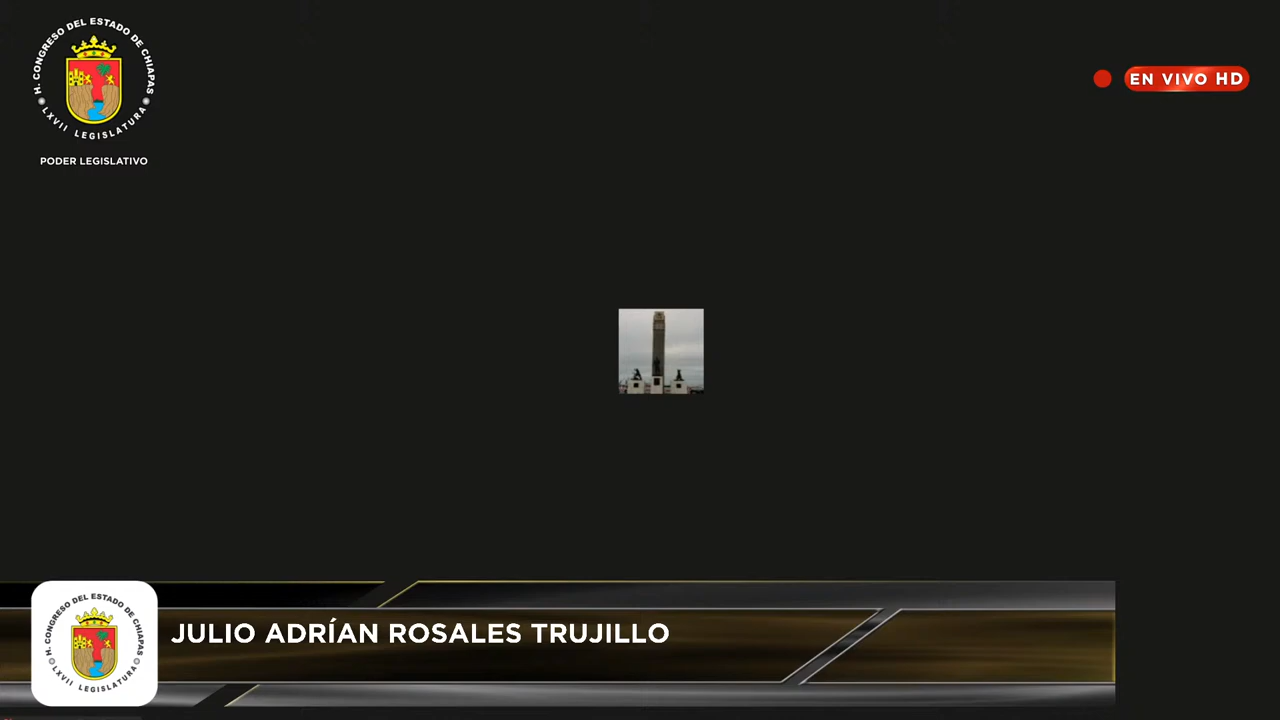 H. CONGRESO DEL ESTADO DE CHIAPAS
LXVII LEGISLATURA
PODER LEGISLATIVO
EN VIVO HD
H. CONGRESO DEL ESTADO DE CHIAPAS
LXVII LEGISLATURA
JULIO ADRÍAN ROSALES TRUJILLO